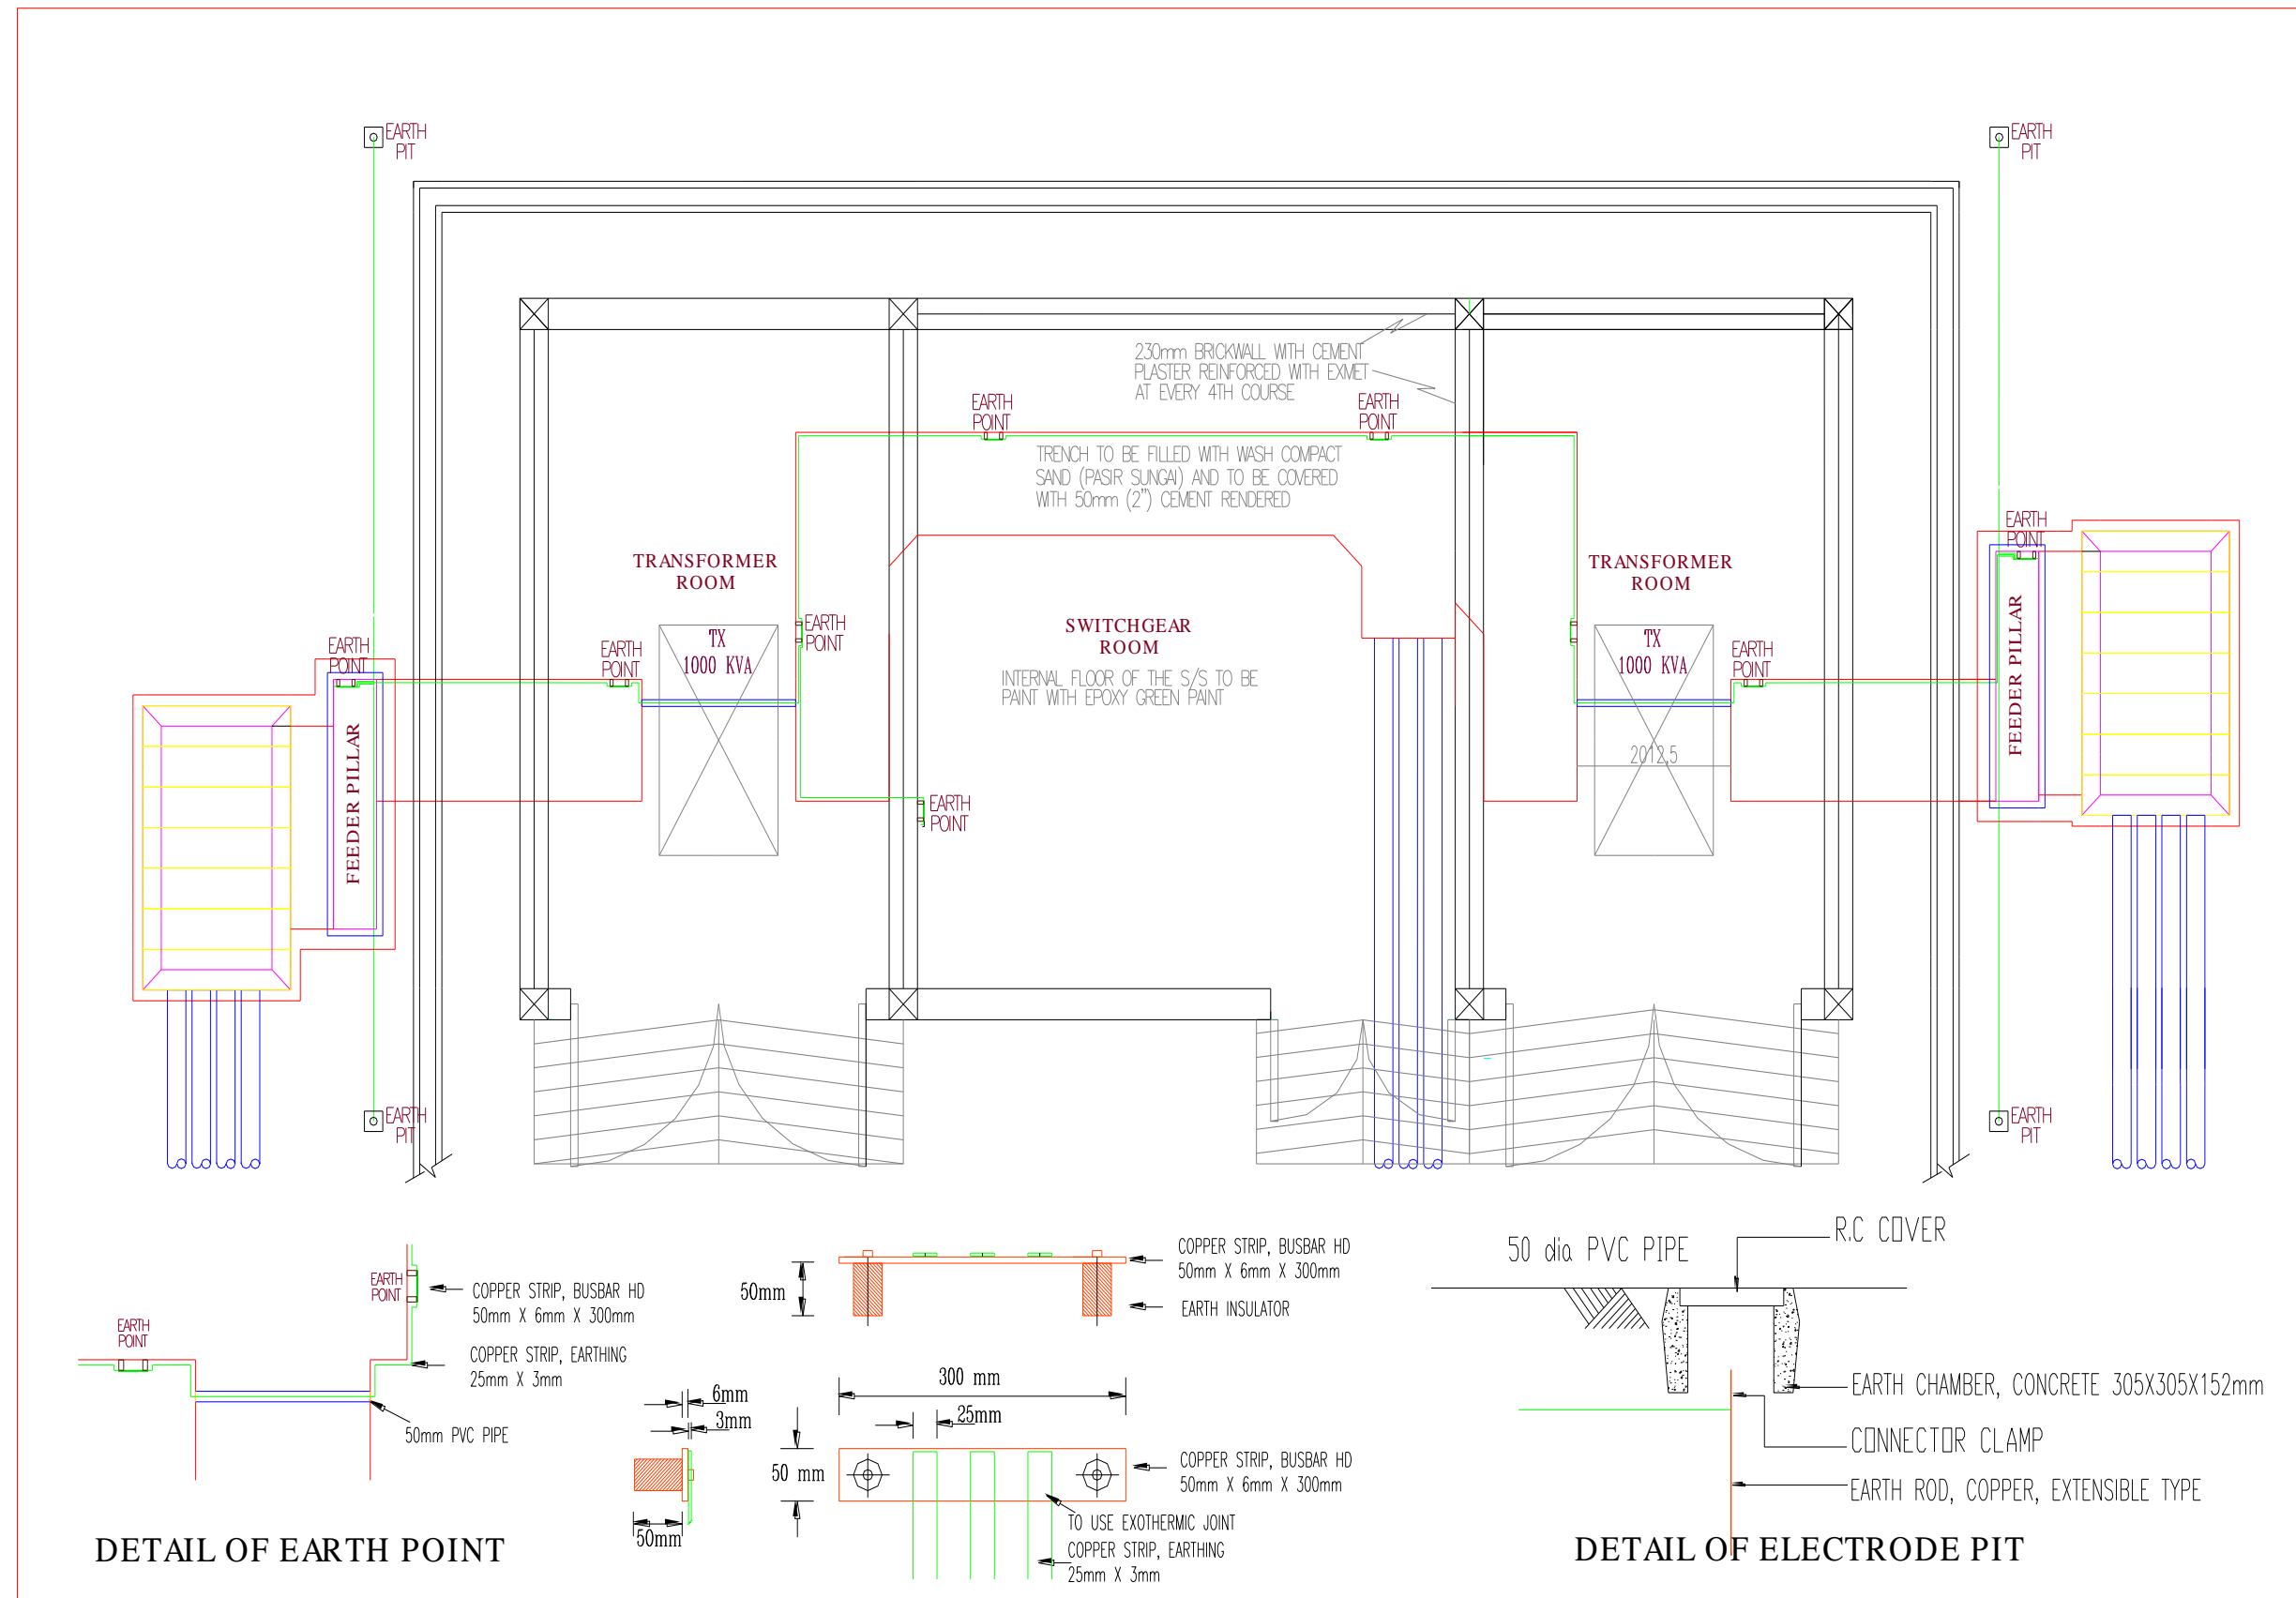 EARTH
PIT
EARTH
PIT
230mm BRICKWALL WITH CEMENT
PLASTER REINFORCED WITH EXMET
AT EVERY 4TH COURSE
EARTH
POINT
EARTH
POINT
TRENCH TO BE FILLED WITH WASH COMPACT
SAND (PASIR SUNGAI) AND TO BE COVERED
WITH 50mm (2") CEMENT RENDERED
EARTH
POINT
TRANSFORMER
ROOM
TRANSFORMER
ROOM
SWITCHGEAR
ROOM
INTERNAL FLOOR OF THE S/S TO BE
PAINT WITH EPOXY GREEN PAINT
EARTH
POINT
EARTH
POINT
TX
1000 KVA
EARTH
POINT
TX
1000 KVA
EARTH
POINT
FEEDER PILLAR
FEEDER PILLAR
2012,5
EARTH
POINT
EARTH
PIT
EARTH
PIT
EARTH
POINT
COPPER STRIP, BUSBAR HD
50mm X 6mm X 300mm
EARTH
POINT
COPPER STRIP, EARTHING
25mm X 3mm
50mm PVC PIPE
DETAIL OF EARTH POINT
50mm
COPPER STRIP, BUSBAR HD
50mm X 6mm X 300mm
EARTH INSULATOR
300 mm
6mm
3mm
25mm
50 mm
COPPER STRIP, BUSBAR HD
50mm X 6mm X 300mm
50mm
TO USE EXOTHERMIC JOINT
COPPER STRIP, EARTHING
25mm X 3mm
50 dia PVC PIPE
R.C COVER
EARTH CHAMBER, CONCRETE 305X305X152mm
CONNECTOR CLAMP
EARTH ROD, COPPER, EXTENSIBLE TYPE
DETAIL OF ELECTRODE PIT